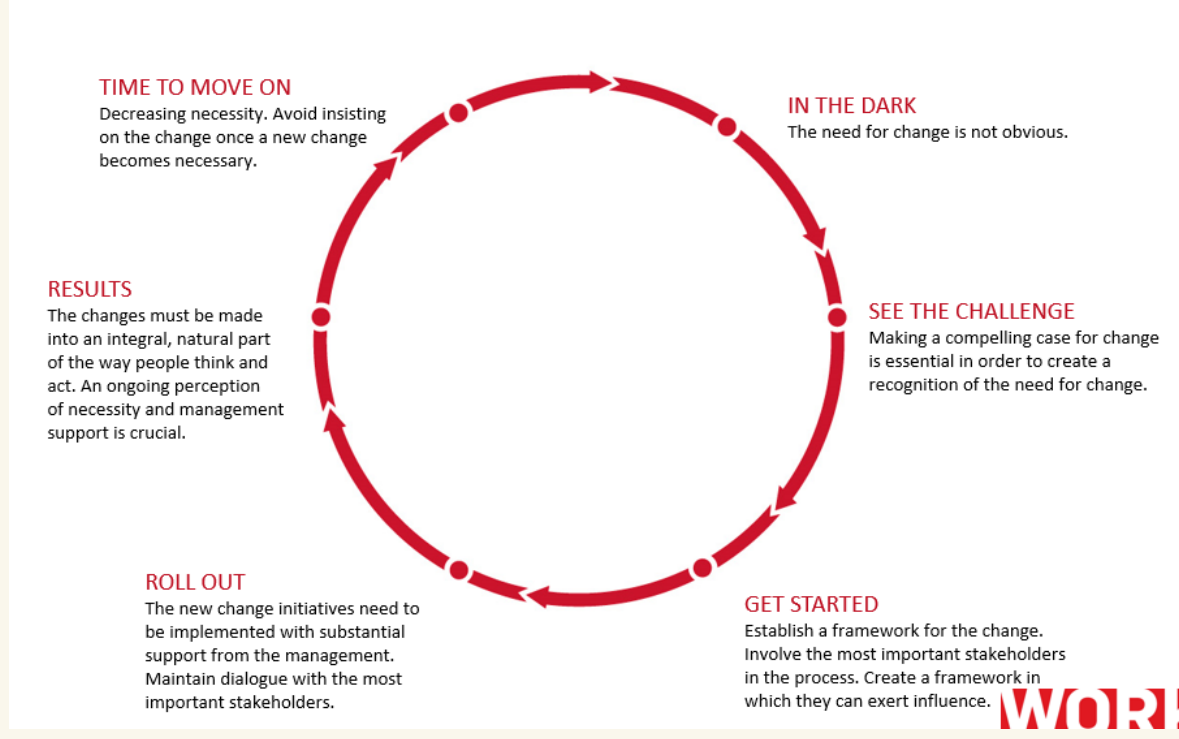 TIME TO MOVE ON
Decreasing necessity. Avoid insisting
on the change once a new change
becomes necessary.
IN THE DARK
The need for change is not obvious.
SEE THE CHALLENGE
Making a compelling case for change
is essential in order to create a
recognition of the need for change.
GET STARTED
Establish a framework for the change.
Involve the most important stakeholders
in the process. Create a framework in
which they can exert influence.
ROLL OUT
The new change initiatives need to
be implemented with substantial
support from the management.
Maintain dialogue with the most
important stakeholders.
RESULTS
The changes must be made
into an integral, natural part
of the way people think and
act. An ongoing perception
of necessity and management
support is crucial.